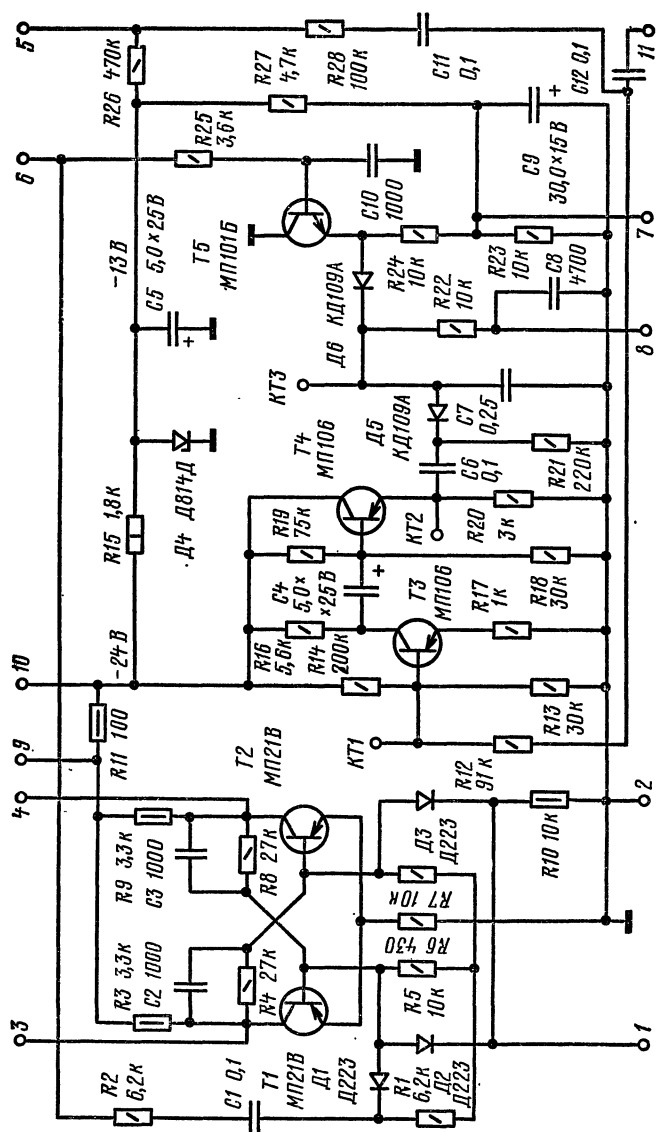 5
R26
470к
R27
4,7к
R28
100к
C11
0,1
C12 0,1
11
6
R25
3,6к
C10
1000
C9
30,0×15В
7
-13В
C5
5,0×25В
Т5
МП101Б
Д6
КД109А
R24
10к
R23
10к
R22
10к
C8
4700
8
КТ3
Д4 Д814Д
R15 1,8к
Т4
МП106
Д5
КД109А
C7
0,25
C6
0,1
R21
220к
R19
75к
КТ2
R20
3к
C4
5,0×
×25В
Т3
МП106
R18
30к
R17
1к
R16
5,6к
R14
200к
10
-24В
R13
30к
9
R11
100
КТ1
R12
91к
4
Т2
МП21В
2
R9 3,3к
C3 1000
R8 27к
Д3
Д223
R10 10к
R7 10к
R6 430
R3 3,3к
C2 1000
R4 27к
R5
10к
3
Т1
МП21В
Д1
Д223
R2
6,2к
C1 0,1
R1
6,2к
Д2
Д223
1